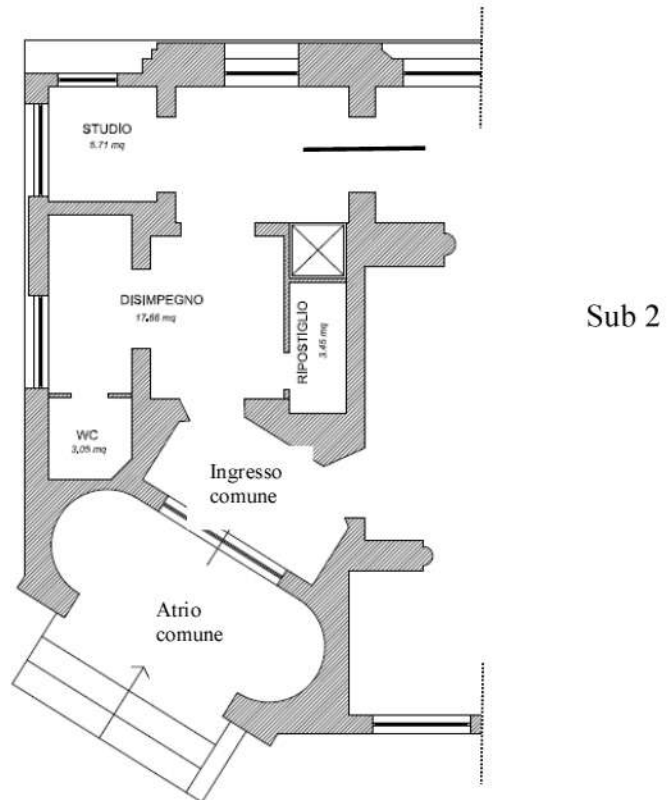 STUDIO
5.71 mq
DISIMPEGNO
17.66 mq
RIPOSTIGLIO
3.45 mq
Sub 2
WC
3,05 mq
Ingresso
comune
Atrio
comune